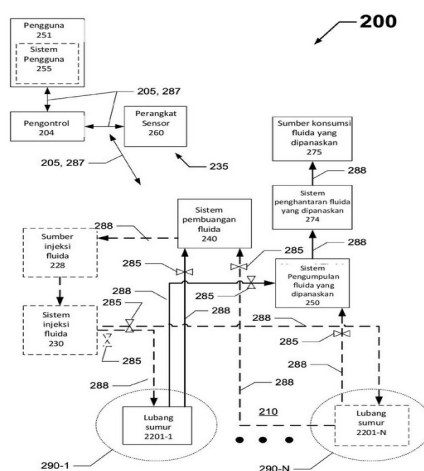 200
Pengguna
251
Sistem
Pengguna
255
205, 287
Pengontrol
204
Perangkat
Sensor
260
205, 287
235
Sumber konsumsi
fluida yang
dipanaskan
275
288
Sistem
penghantaran fluida
yang dipanaskan
274
288
Sistem
pembuangan
fluida
240
288
Sumber
injeksi
fluida
228
285
285
285
Sistem
Pengumpulan
fluida yang
dipanaskan
250
Sistem
injeksi
fluida
230
285
288
288
288
285
285
288
288
288
210
Lubang
sumur
2201-1
Lubang
sumur
2201-N
290-1
290-N